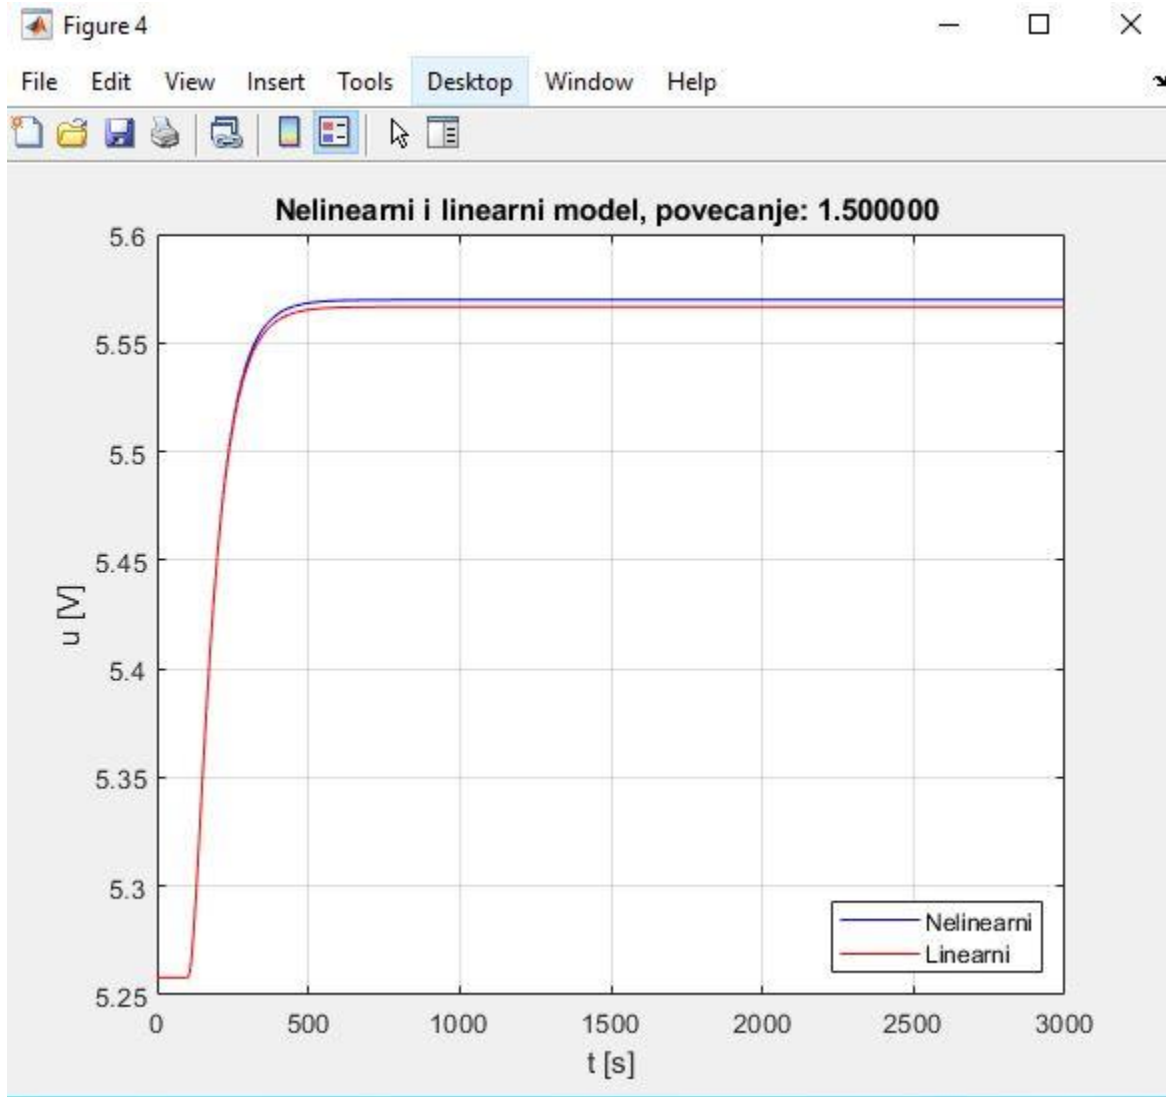 Figure 4
File Edit View Insert Tools Desktop Window Help
Nelinearni i linearni model, povecanje: 1.500000
5.6
5.55
5.5
5.45
5.4
5.35
5.3
5.25
u [V]
0 500 1000 1500 2000 2500 3000
t [s]
Nelinearni
Linearni